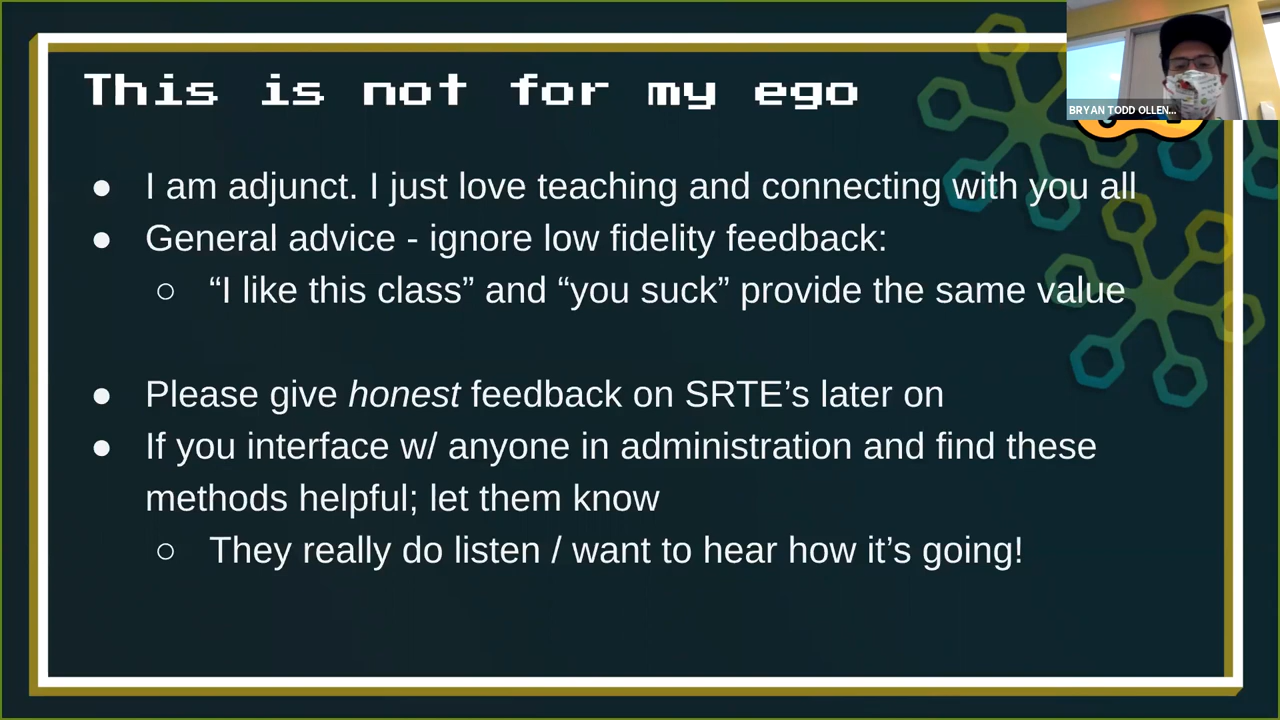 This is not for my ego
BRYAN TODD OLLEN...
● I am adjunct. I just love teaching and connecting with you all
● General advice - ignore low fidelity feedback:
○ “I like this class” and “you suck” provide the same value
● Please give honest feedback on SRTE’s later on
● If you interface w/ anyone in administration and find these
methods helpful; let them know
○ They really do listen / want to hear how it’s going!